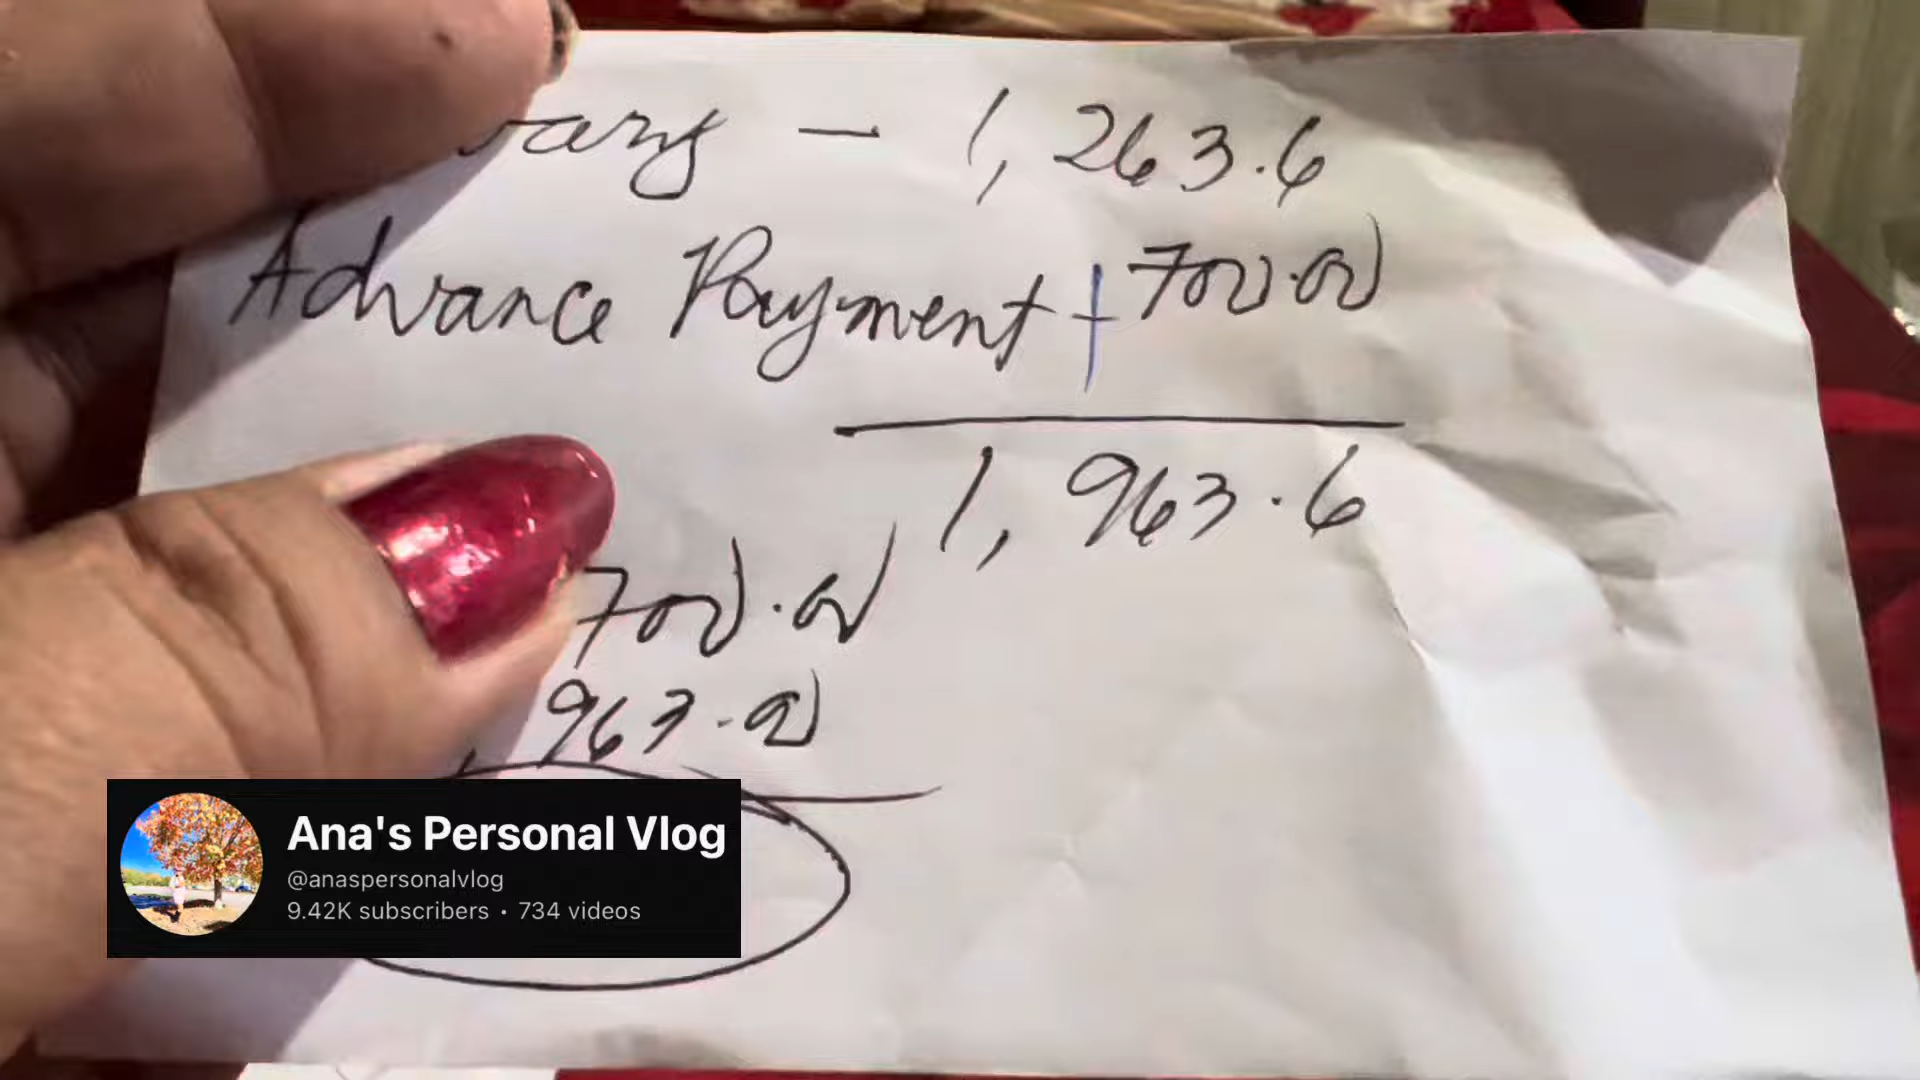 1,263.6
Advance Payment + 700.00
1,963.6
700.00
963.00
Ana's Personal Vlog
@anaspersonalvlog
9.42K subscribers • 734 videos